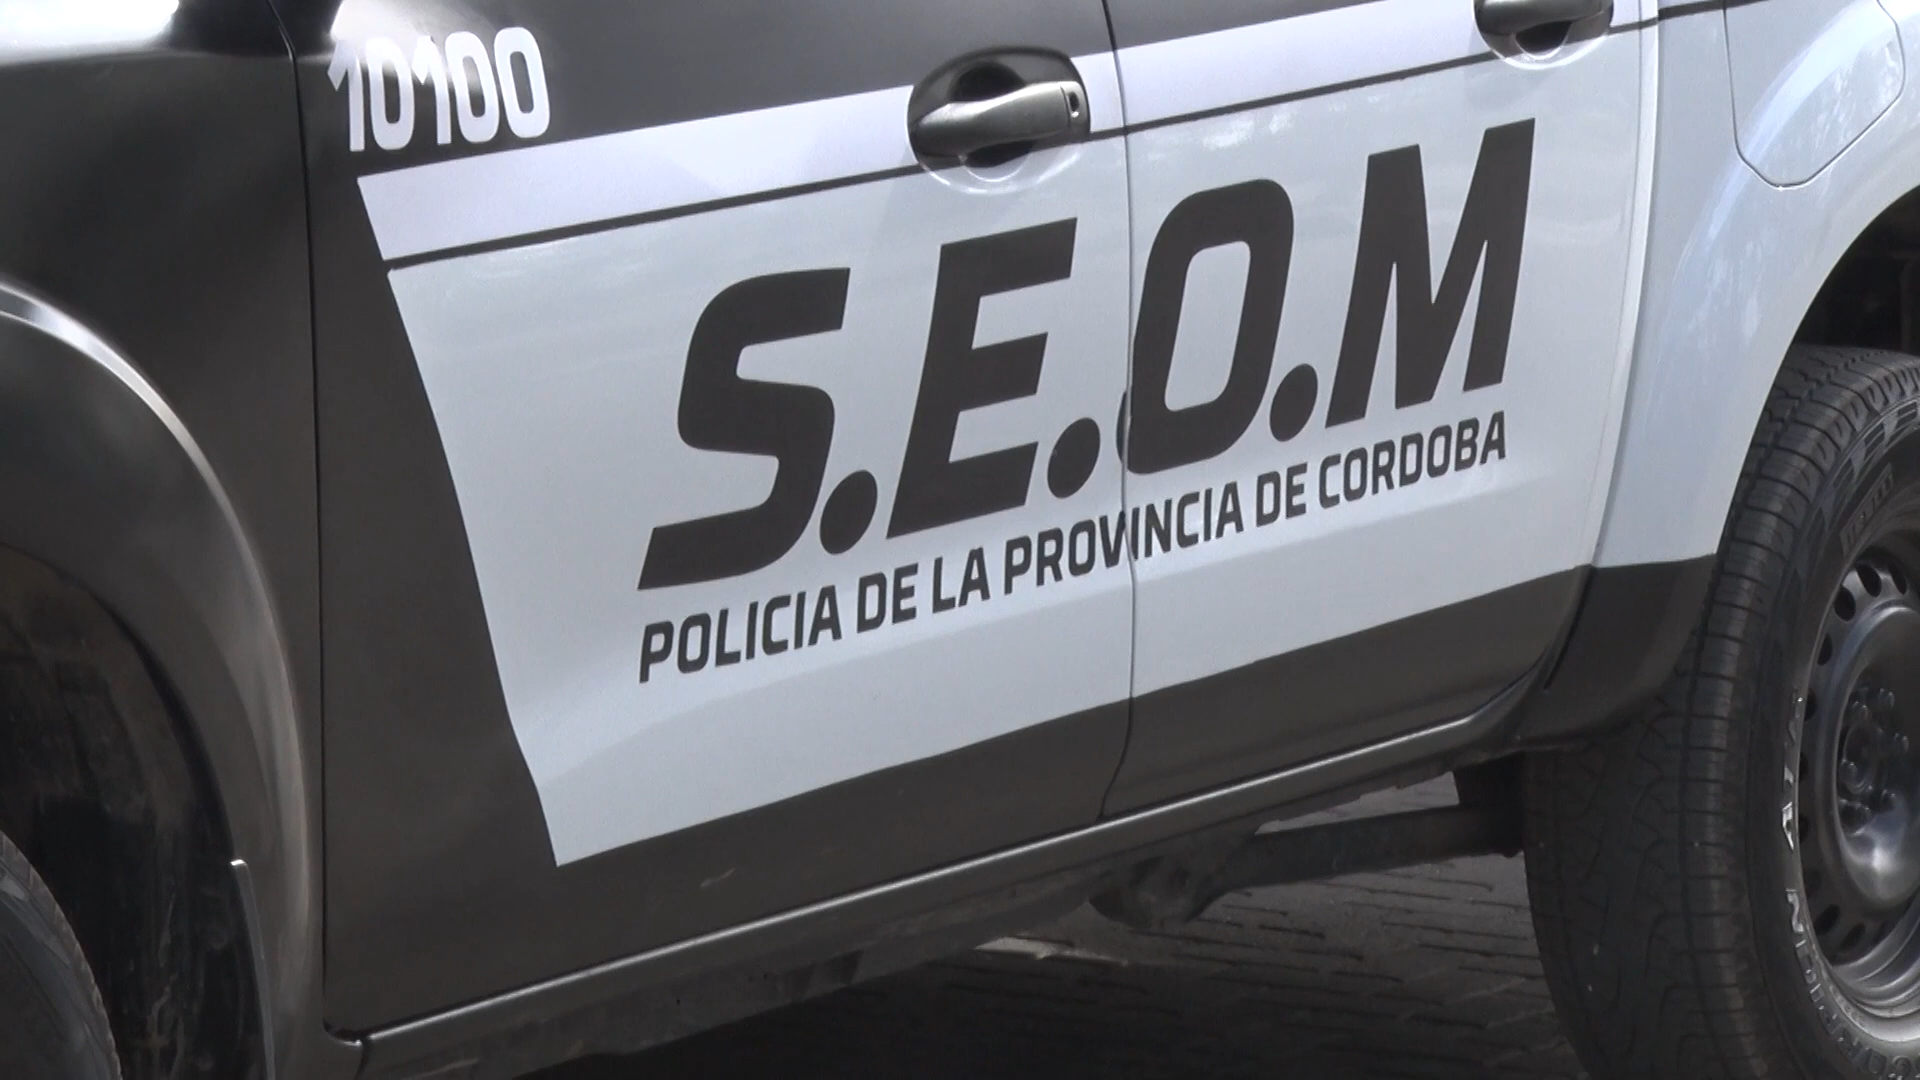 10100
S.E.O.M
POLICIA DE LA PROVINCIA DE CORDOBA